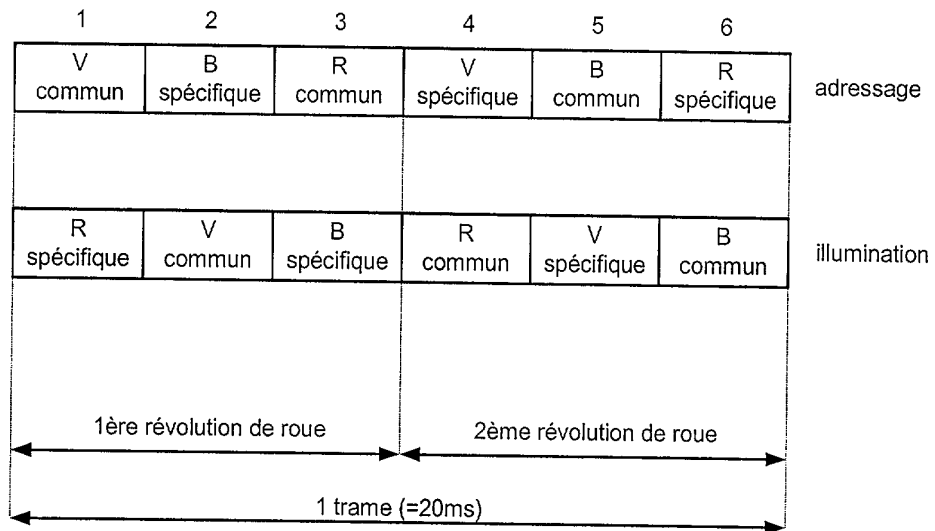 1 2 3 4 5 6
V B R V B R
commun spécifique commun spécifique commun spécifique
adressage
R V B R V B
spécifique commun spécifique commun spécifique commun
illumination
1ère révolution de roue 2ème révolution de roue
1 trame (=20ms)